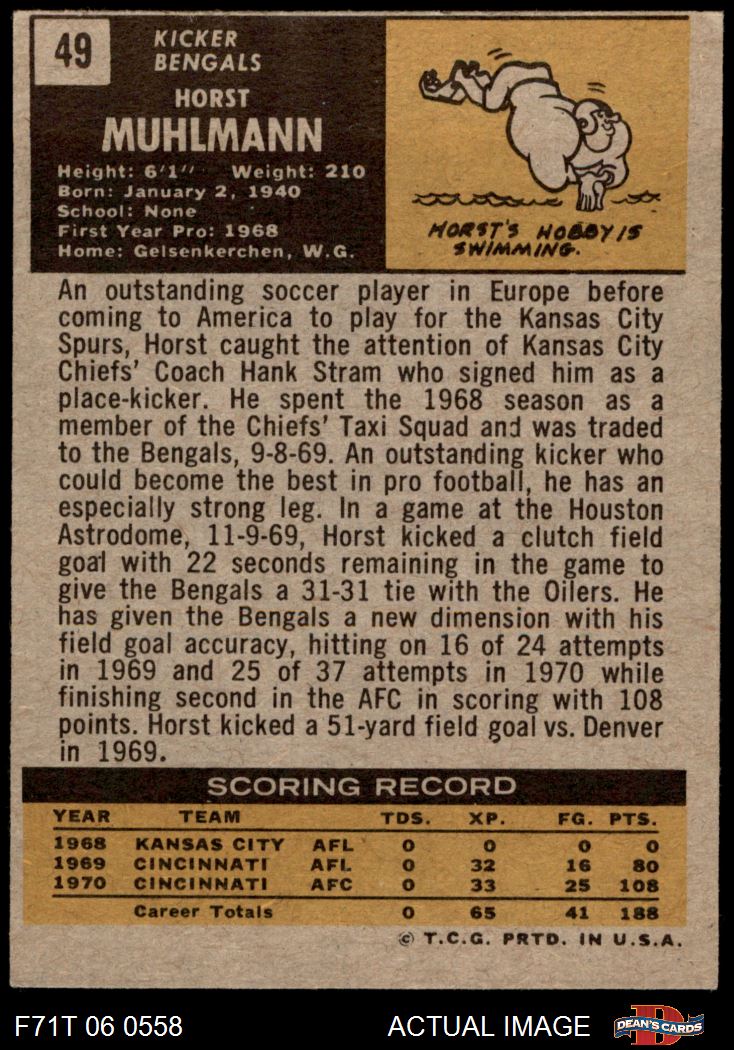 49
KICKER
BENGALS
HORST
MUHLMANN
Height: 6'1" Weight: 210
Born: January 2, 1940
School: None
First Year Pro: 1968
Home: Gelsenkerchen, W.G.
HORST'S HOBBY IS
SWIMMING.
An outstanding soccer player in Europe before
coming to America to play for the Kansas City
Spurs, Horst caught the attention of Kansas City
Chiefs' Coach Hank Stram who signed him as a
place-kicker. He spent the 1968 season as a
member of the Chiefs' Taxi Squad and was traded
to the Bengals, 9-8-69. An outstanding kicker who
could become the best in pro football, he has an
especially strong leg. In a game at the Houston
Astrodome, 11-9-69, Horst kicked a clutch field
goal with 22 seconds remaining in the game to
give the Bengals a 31-31 tie with the Oilers. He
has given the Bengals a new dimension with his
field goal accuracy, hitting on 16 of 24 attempts
in 1969 and 25 of 37 attempts in 1970 while
finishing second in the AFC in scoring with 108
points. Horst kicked a 51-yard field goal vs. Denver
in 1969.
SCORING RECORD
YEAR TEAM TDS. XP. FG. PTS.
1968 KANSAS CITY AFL 0 0 0 0
1969 CINCINNATI AFL 0 32 16 80
1970 CINCINNATI AFC 0 33 25 108
Career Totals 0 65 41 188
© T.C.G. PRTD. IN U.S.A.
F71T 06 0558 ACTUAL IMAGE
D
DEAN'S CARDS